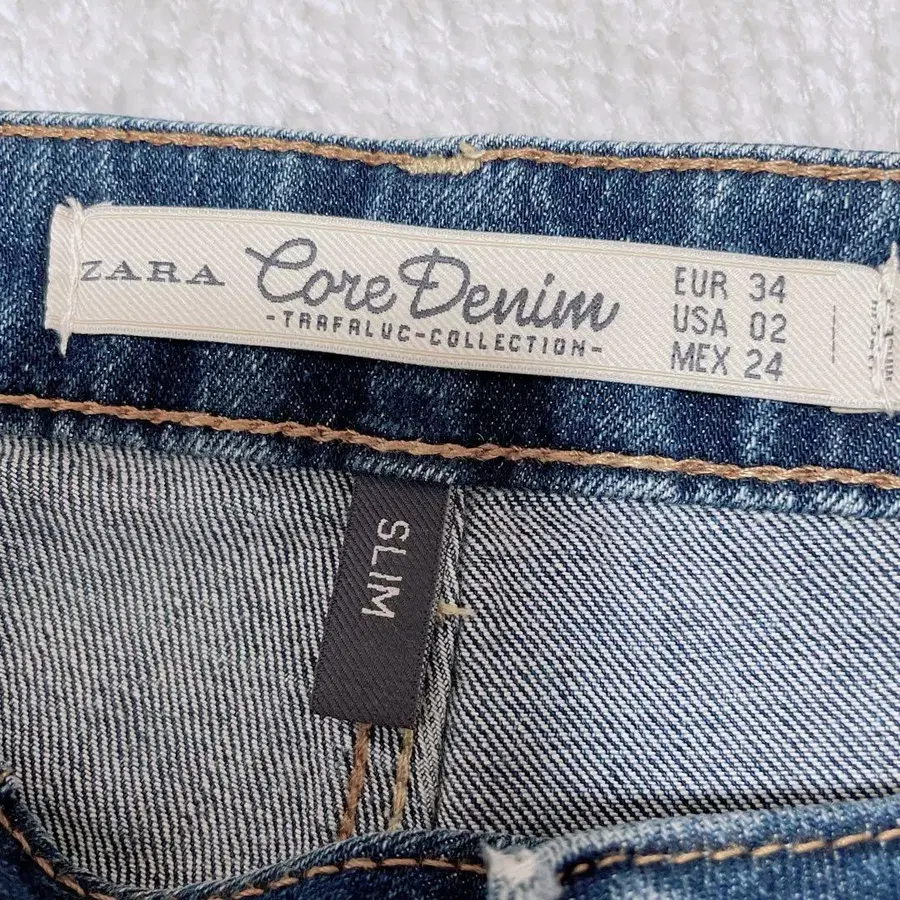 ZARA
Core Denim
-TRAFALUC-COLLECTION-
EUR 34
USA 02
MEX 24
SLIM